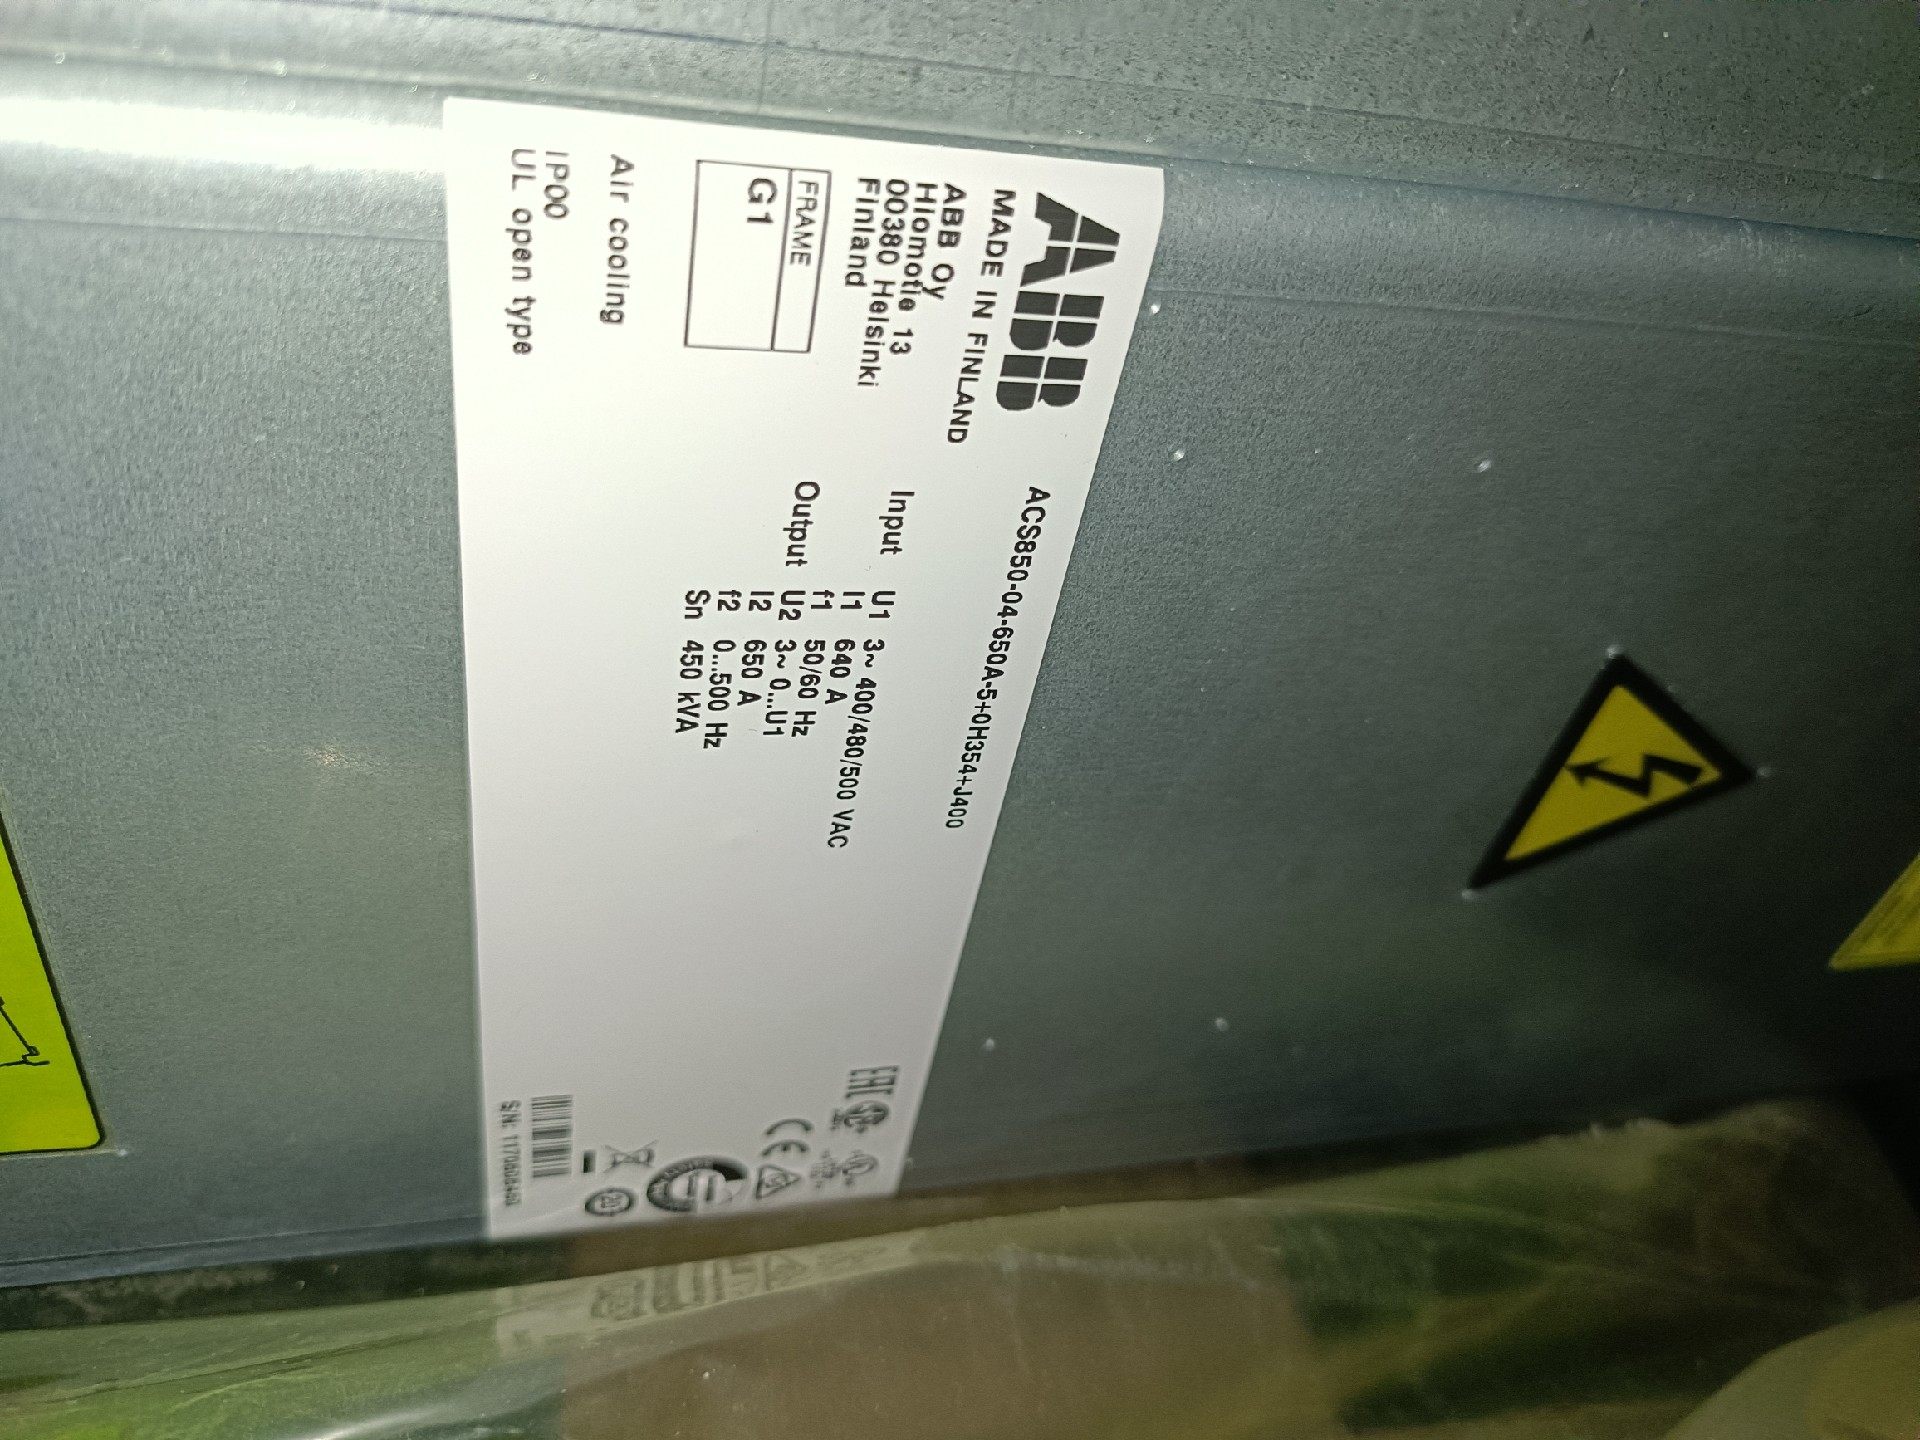 ABB
MADE IN FINLAND
ABB Oy
Hiomotie 13
00380 Helsinki
Finland
FRAME
G1
Air cooling
IP00
UL open type
ACS850-04-650A-5+0H354+J400
Input U1 3~ 400/480/500 VAC
I1 640 A
f1 50/60 Hz
Output U2 3~ 0...U1
I2 650 A
f2 0...500 Hz
Sn 450 kVA
EAC
CE
S/N: